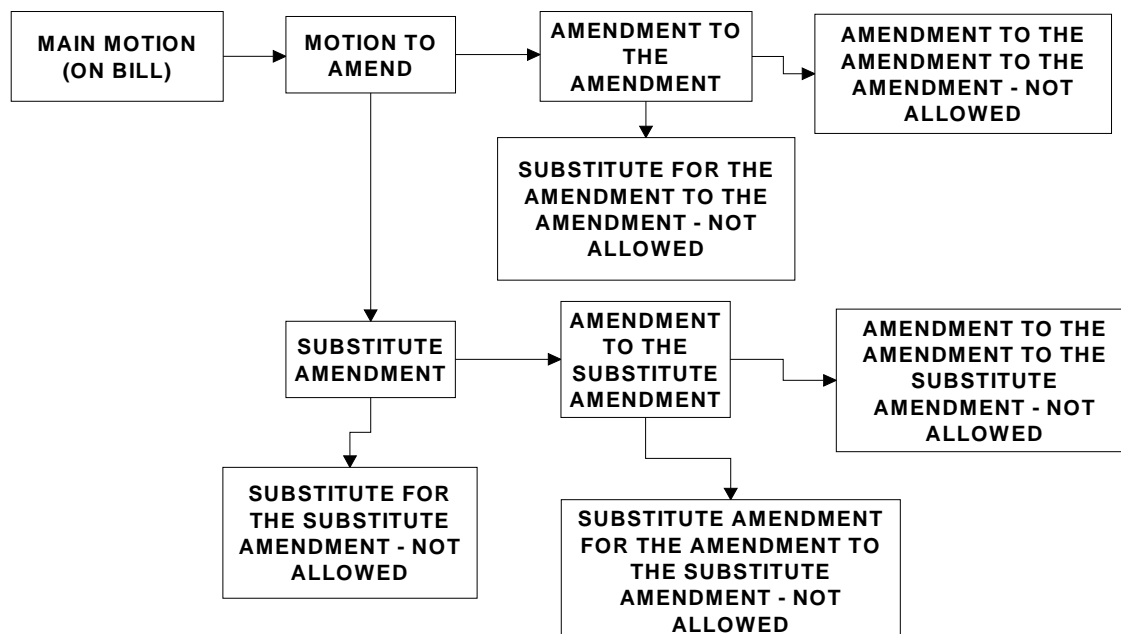 MAIN MOTION
(ON BILL)
MOTION TO
AMEND
AMENDMENT TO
THE
AMENDMENT
AMENDMENT TO THE
AMENDMENT TO THE
AMENDMENT - NOT
ALLOWED
SUBSTITUTE FOR THE
AMENDMENT TO THE
AMENDMENT - NOT
ALLOWED
SUBSTITUTE
AMENDMENT
AMENDMENT
TO THE
SUBSTITUTE
AMENDMENT
AMENDMENT TO THE
AMENDMENT TO THE
SUBSTITUTE
AMENDMENT - NOT
ALLOWED
SUBSTITUTE FOR
THE SUBSTITUTE
AMENDMENT - NOT
ALLOWED
SUBSTITUTE AMENDMENT
FOR THE AMENDMENT TO
THE SUBSTITUTE
AMENDMENT - NOT
ALLOWED